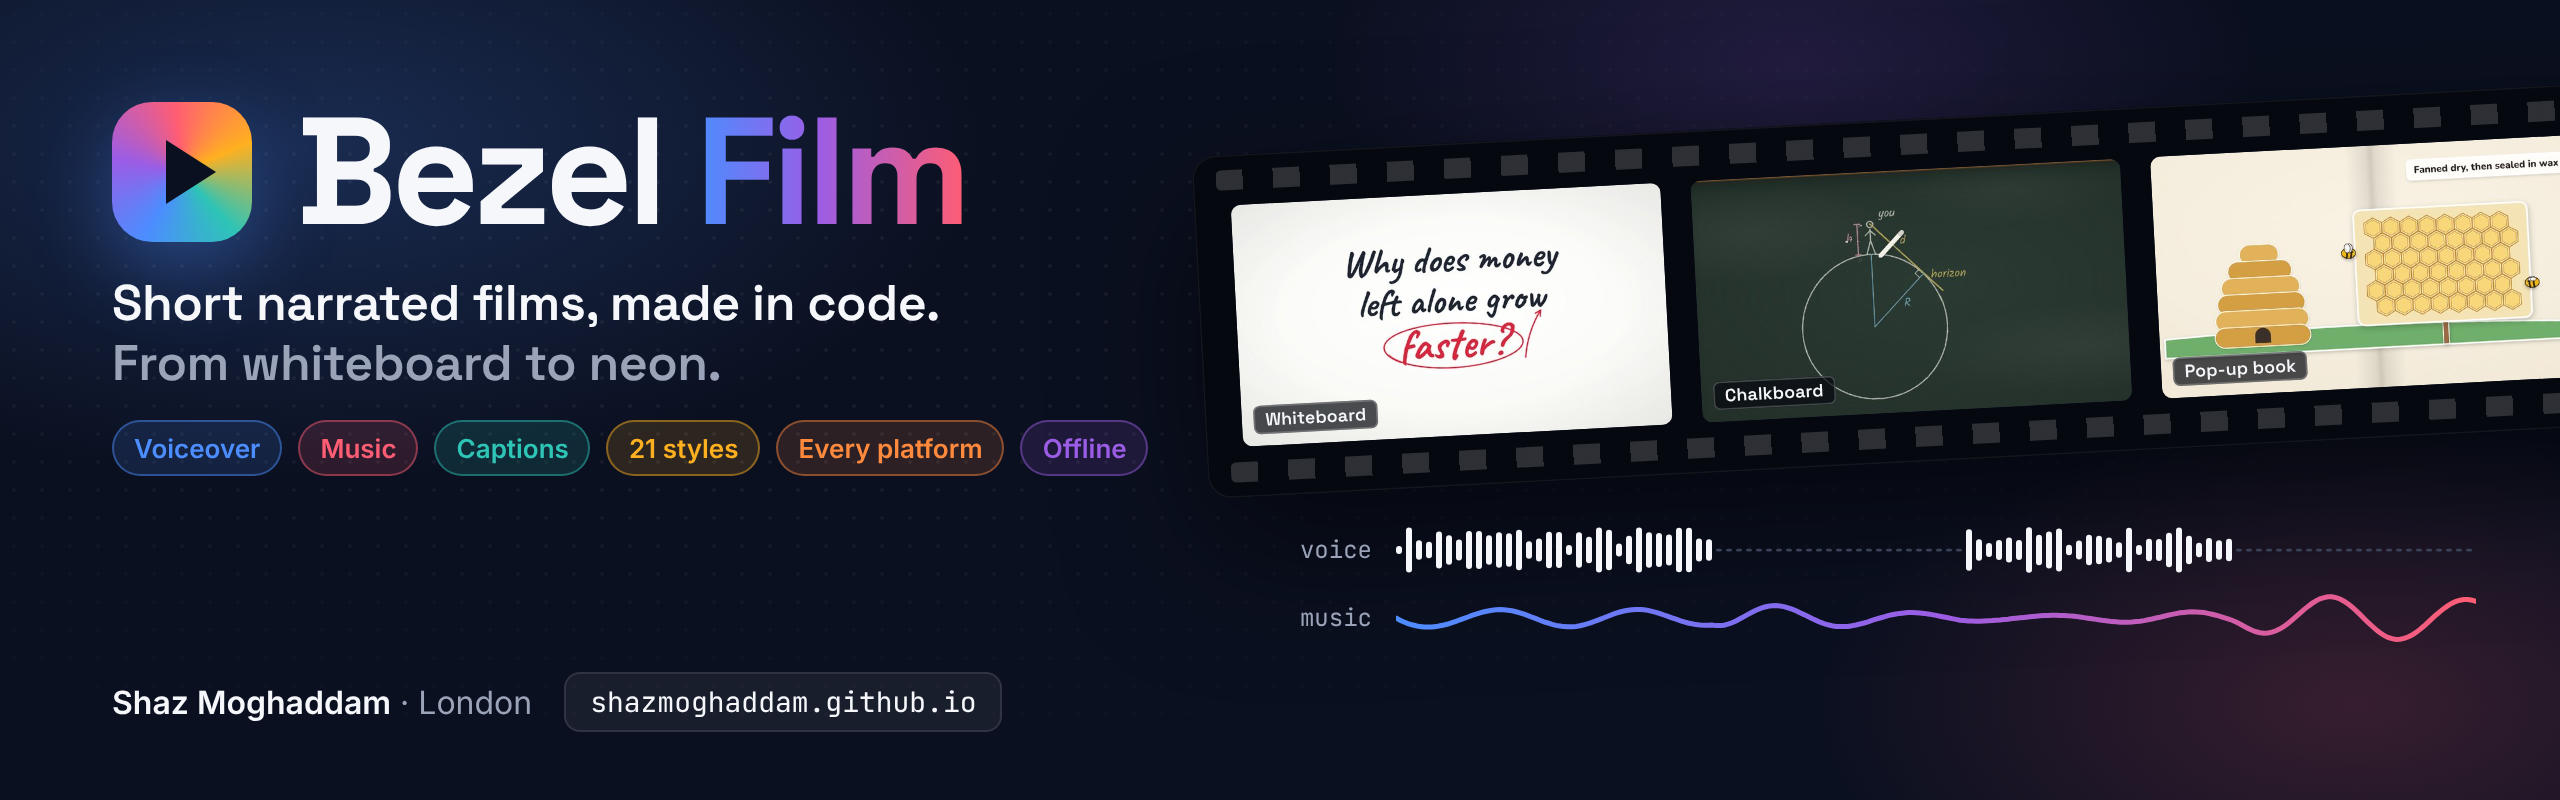 Bezel Film
Short narrated films, made in code.
From whiteboard to neon.
Voiceover
Music
Captions
21 styles
Every platform
Offline
Shaz Moghaddam · London
shazmoghaddam.github.io
Why does money
left alone grow
faster?
Whiteboard
you
h
d
horizon
R
Chalkboard
Fanned dry, then sealed in wax
Pop-up book
voice
music